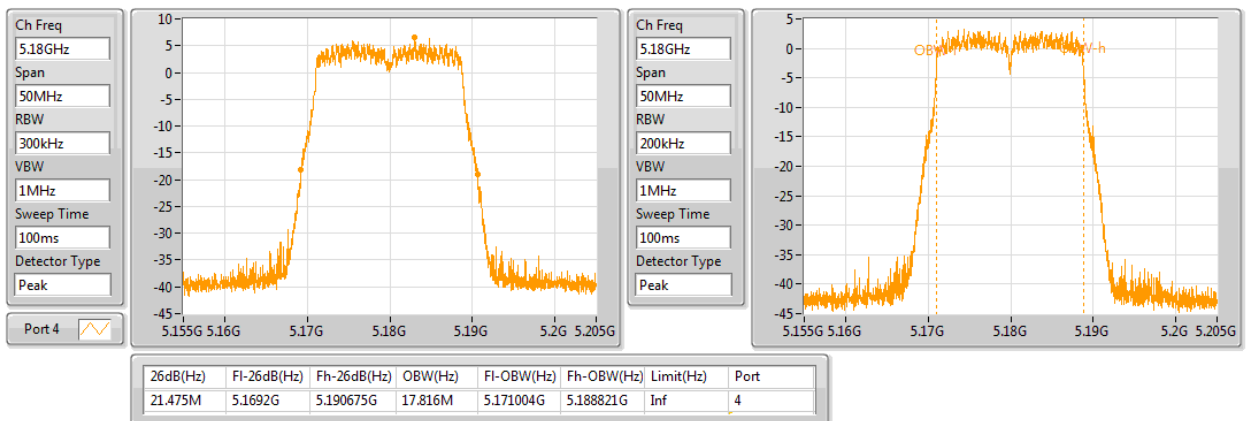 Ch Freq
5.18GHz
Span
50MHz
RBW
300kHz
VBW
1MHz
Sweep Time
100ms
Detector Type
Peak
Port 4
10
5
0
-5
-10
-15
-20
-25
-30
-35
-40
-45
5.155G 5.16G 5.17G 5.18G 5.19G 5.2G 5.205G
Ch Freq
5.18GHz
Span
50MHz
RBW
200kHz
VBW
1MHz
Sweep Time
100ms
Detector Type
Peak
5
0
-5
-10
-15
-20
-25
-30
-35
-40
-45
5.155G 5.16G 5.17G 5.18G 5.19G 5.2G 5.205G
26dB(Hz) Fl-26dB(Hz) Fh-26dB(Hz) OBW(Hz) Fl-OBW(Hz) Fh-OBW(Hz) Limit(Hz) Port
21.475M 5.1692G 5.190675G 17.816M 5.171004G 5.188821G Inf 4